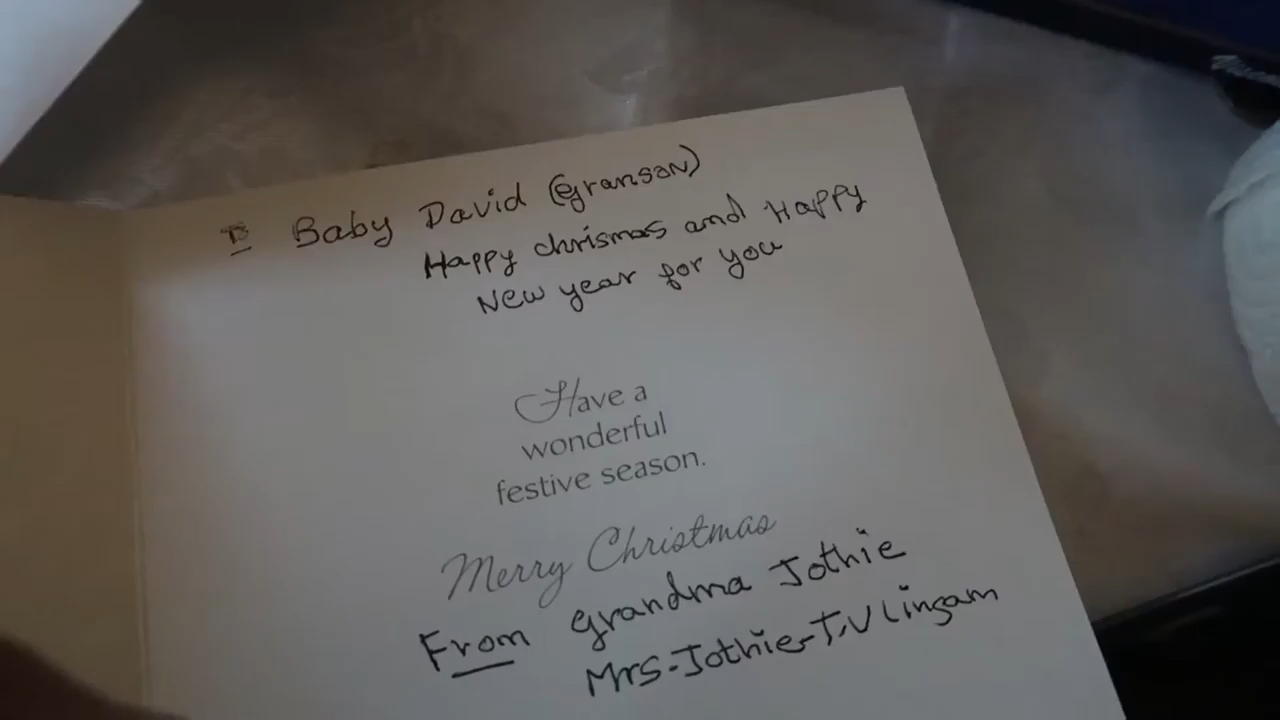 To Baby David (Granson)
Happy chrismas and Happy
New year for you
Have a
wonderful
festive season.
Merry Christmas
From grandma Jothie
Mrs-Jothie-T.V Lingam